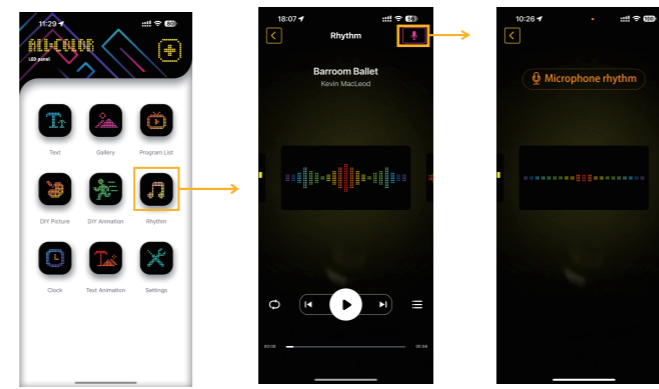 11:29
ALL-COLOR
LED panel
Text
Gallery
Program List
DIY Picture
DIY Anmation
Rhythm
Clock
Text Animation
Settings
18:07
Rhythm
Barroom Ballet
Kevin MacLeod
00:00
10:26
Microphone rhythm